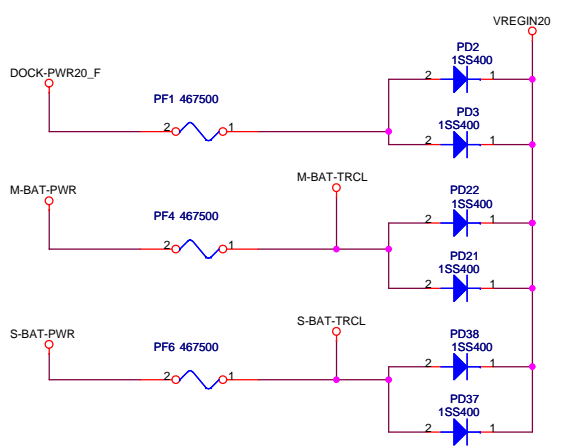 VREGIN20
PD2
1SS400
DOCK-PWR20_F
2 1
PF1 467500
2 1
PD3
1SS400
2 1
M-BAT-TRCL
PD22
1SS400
M-BAT-PWR
2 1
PF4 467500
2 1
PD21
1SS400
2 1
S-BAT-TRCL
PD38
1SS400
S-BAT-PWR
PF6 467500
2 1
2 1
PD37
1SS400
2 1